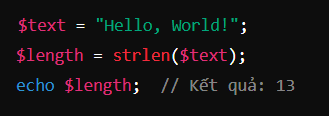 $text = "Hello, World!";
$length = strlen($text);
echo $length;  // Kết quả: 13